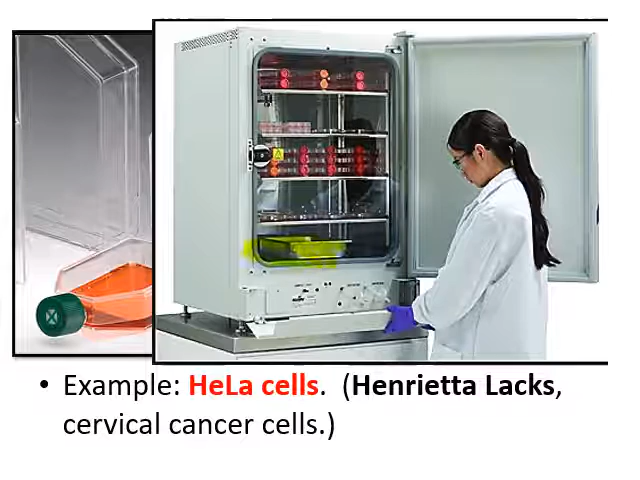 • Example: HeLa cells.  (Henrietta Lacks,
cervical cancer cells.)